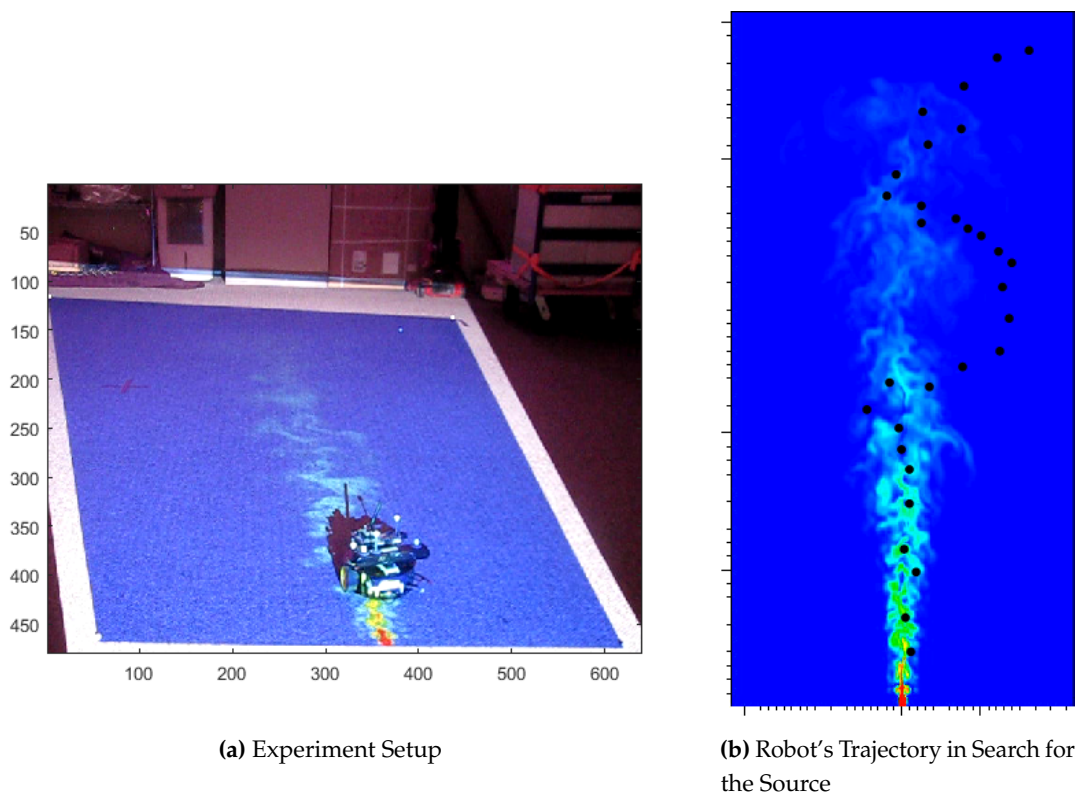 50
100
150
200
250
300
350
400
450
100 200 300 400 500 600
(a) Experiment Setup
(b) Robot's Trajectory in Search for
the Source